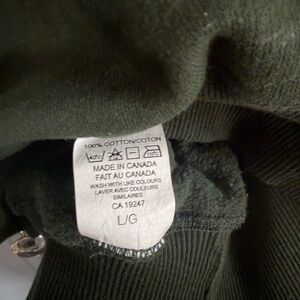 100% COTTON/COTON
MADE IN CANADA
FAIT AU CANADA
WASH WITH LIKE COLOURS
LAVER AVEC COULEURS
SIMILAIRES
CA 19247
L/G